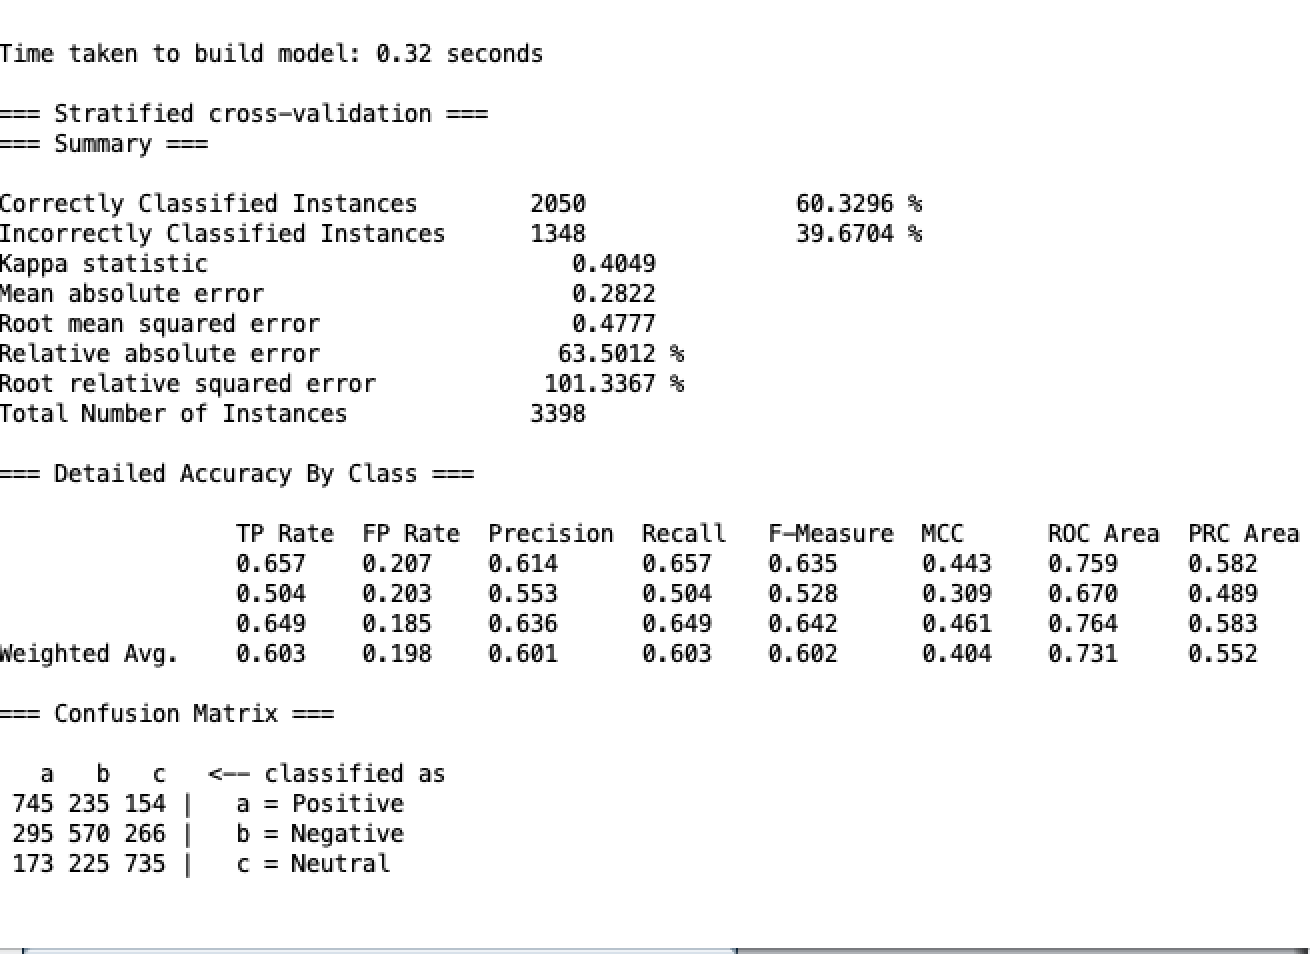 Time taken to build model: 0.32 seconds
=== Stratified cross-validation ===
=== Summary ===
Correctly Classified Instances 2050 60.3296 %
Incorrectly Classified Instances 1348 39.6704 %
Kappa statistic 0.4049
Mean absolute error 0.2822
Root mean squared error 0.4777
Relative absolute error 63.5012 %
Root relative squared error 101.3367 %
Total Number of Instances 3398
=== Detailed Accuracy By Class ===
TP Rate FP Rate Precision Recall F-Measure MCC ROC Area PRC Area
0.657 0.207 0.614 0.657 0.635 0.443 0.759 0.582
0.504 0.203 0.553 0.504 0.528 0.309 0.670 0.489
0.649 0.185 0.636 0.649 0.642 0.461 0.764 0.583
Weighted Avg. 0.603 0.198 0.601 0.603 0.602 0.404 0.731 0.552
=== Confusion Matrix ===
a b c <-- classified as
745 235 154 | a = Positive
295 570 266 | b = Negative
173 225 735 | c = Neutral